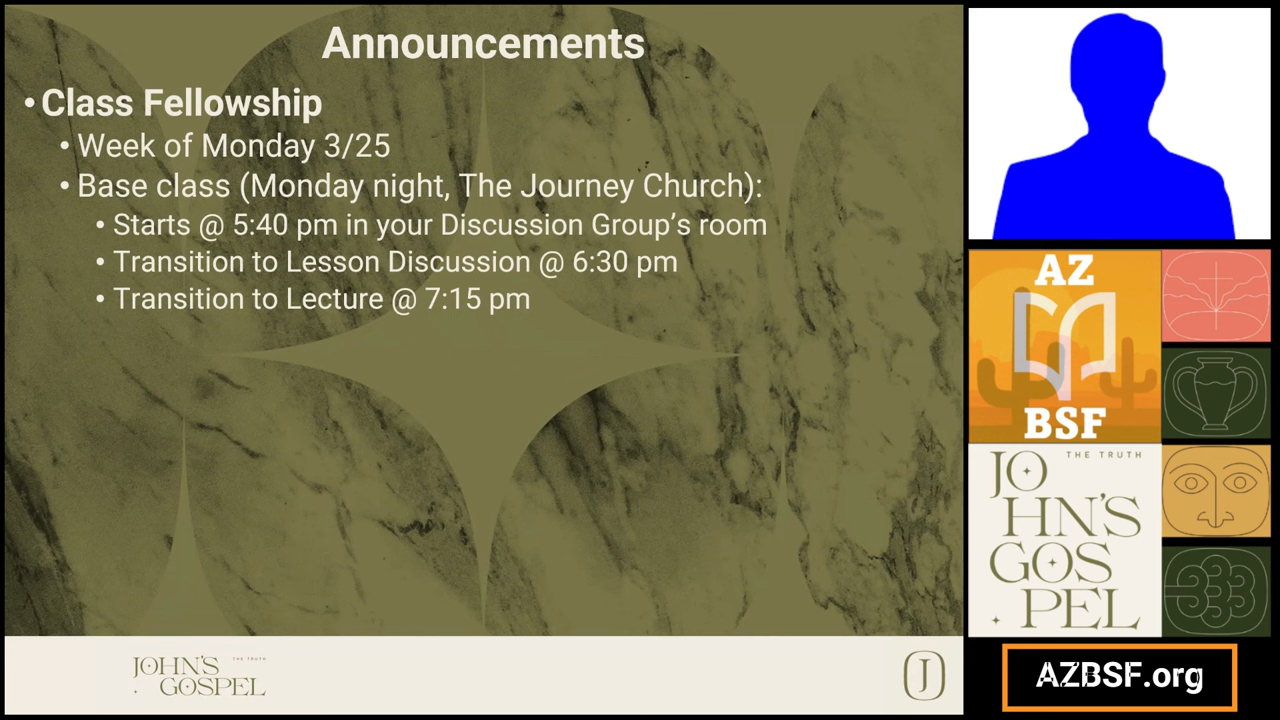 Announcements
• Class Fellowship
• Week of Monday 3/25
• Base class (Monday night, The Journey Church):
• Starts @ 5:40 pm in your Discussion Group’s room
• Transition to Lesson Discussion @ 6:30 pm
• Transition to Lecture @ 7:15 pm
AZ
BSF
THE TRUTH
JO
HN'S
GOS
PEL
JOHN'S THE TRUTH
GOSPEL
J
AZBSF.org